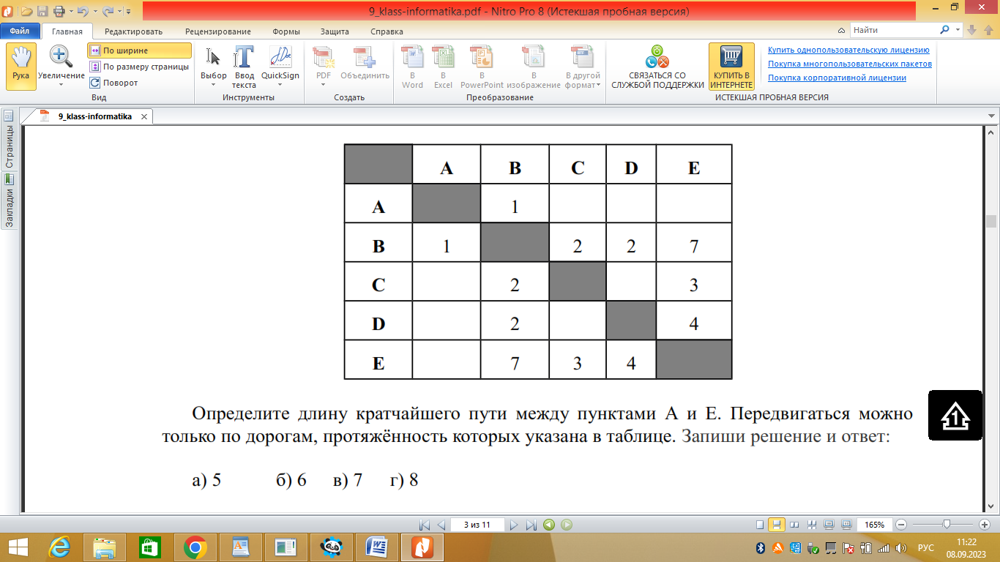 9_klass-informatika.pdf - Nitro Pro 8 (Истекшая пробная версия)
Файл Главная Редактировать Рецензирование Формы Защита Справка Найти
Рука
Увеличение
По ширине
По размеру страницы
Поворот
Вид
Выбор
Ввод текста
QuickSign
Инструменты
PDF
Объединить
Создать
В Word
В Excel
В PowerPoint
В изображение
В другой формат
Преобразование
СВЯЗАТЬСЯ СО СЛУЖБОЙ ПОДДЕРЖКИ
КУПИТЬ В ИНТЕРНЕТЕ
Купить однопользовательскую лицензию
Покупка многопользовательских пакетов
Покупка корпоративной лицензии
ИСТЕКШАЯ ПРОБНАЯ ВЕРСИЯ
9_klass-informatika
Страницы
Закладки
A B C D E
A 1
B 1 2 2 7
C 2 3
D 2 4
E 7 3 4
Определите длину кратчайшего пути между пунктами А и Е. Передвигаться можно
только по дорогам, протяжённость которых указана в таблице. Запиши решение и ответ:
а) 5 б) 6 в) 7 г) 8
1
3 из 11
165%
РУС
11:22
08.09.2023